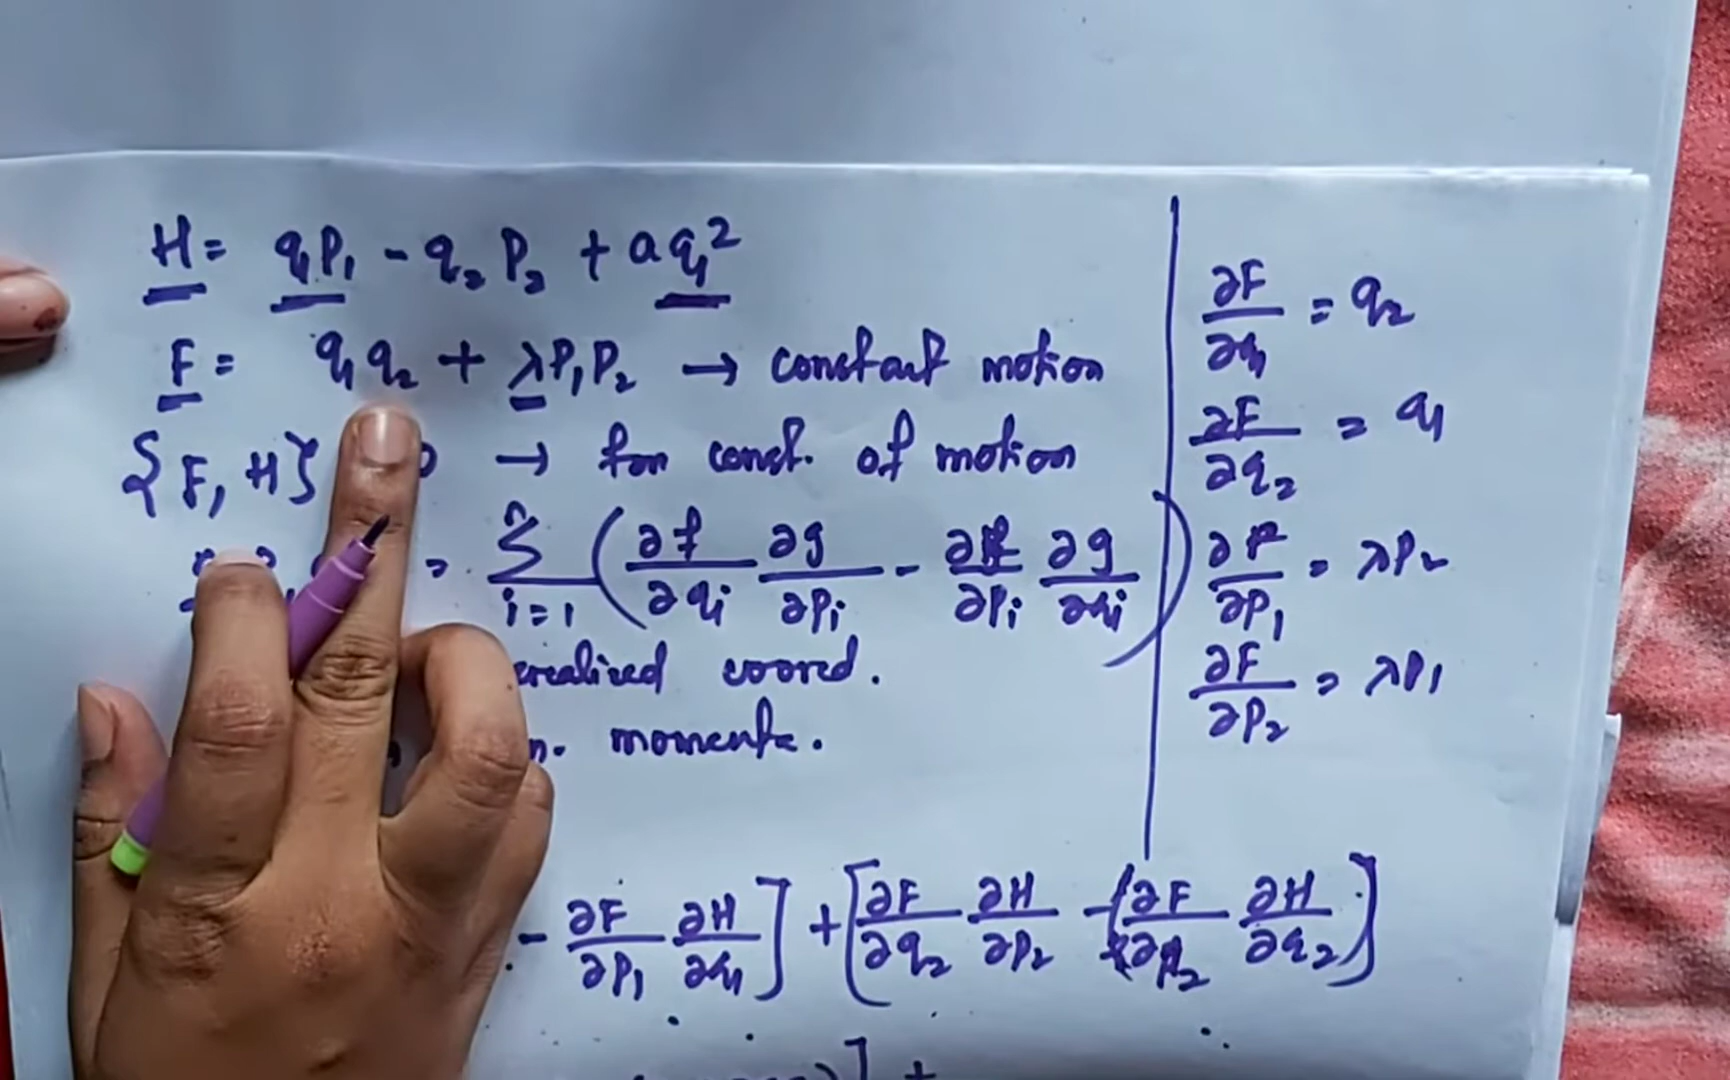 H = q₁P₁ - q₂P₂ + aq₁²
F = q₁q₂ + λP₁P₂ → constant motion
{F, H} → for const. of motion
= Σ i=1 n (∂f/∂qi ∂g/∂pi - ∂f/∂pi ∂g/∂qi)
coord.
momenta.
∂F/∂q₁ = q₂
∂F/∂q₂ = q₁
∂F/∂P₁ = λP₂
∂F/∂P₂ = λP₁
- ∂F/∂P₁ ∂H/∂q₁] + [∂F/∂q₂ ∂H/∂P₂ - ∂F/∂P₂ ∂H/∂q₂]
] +